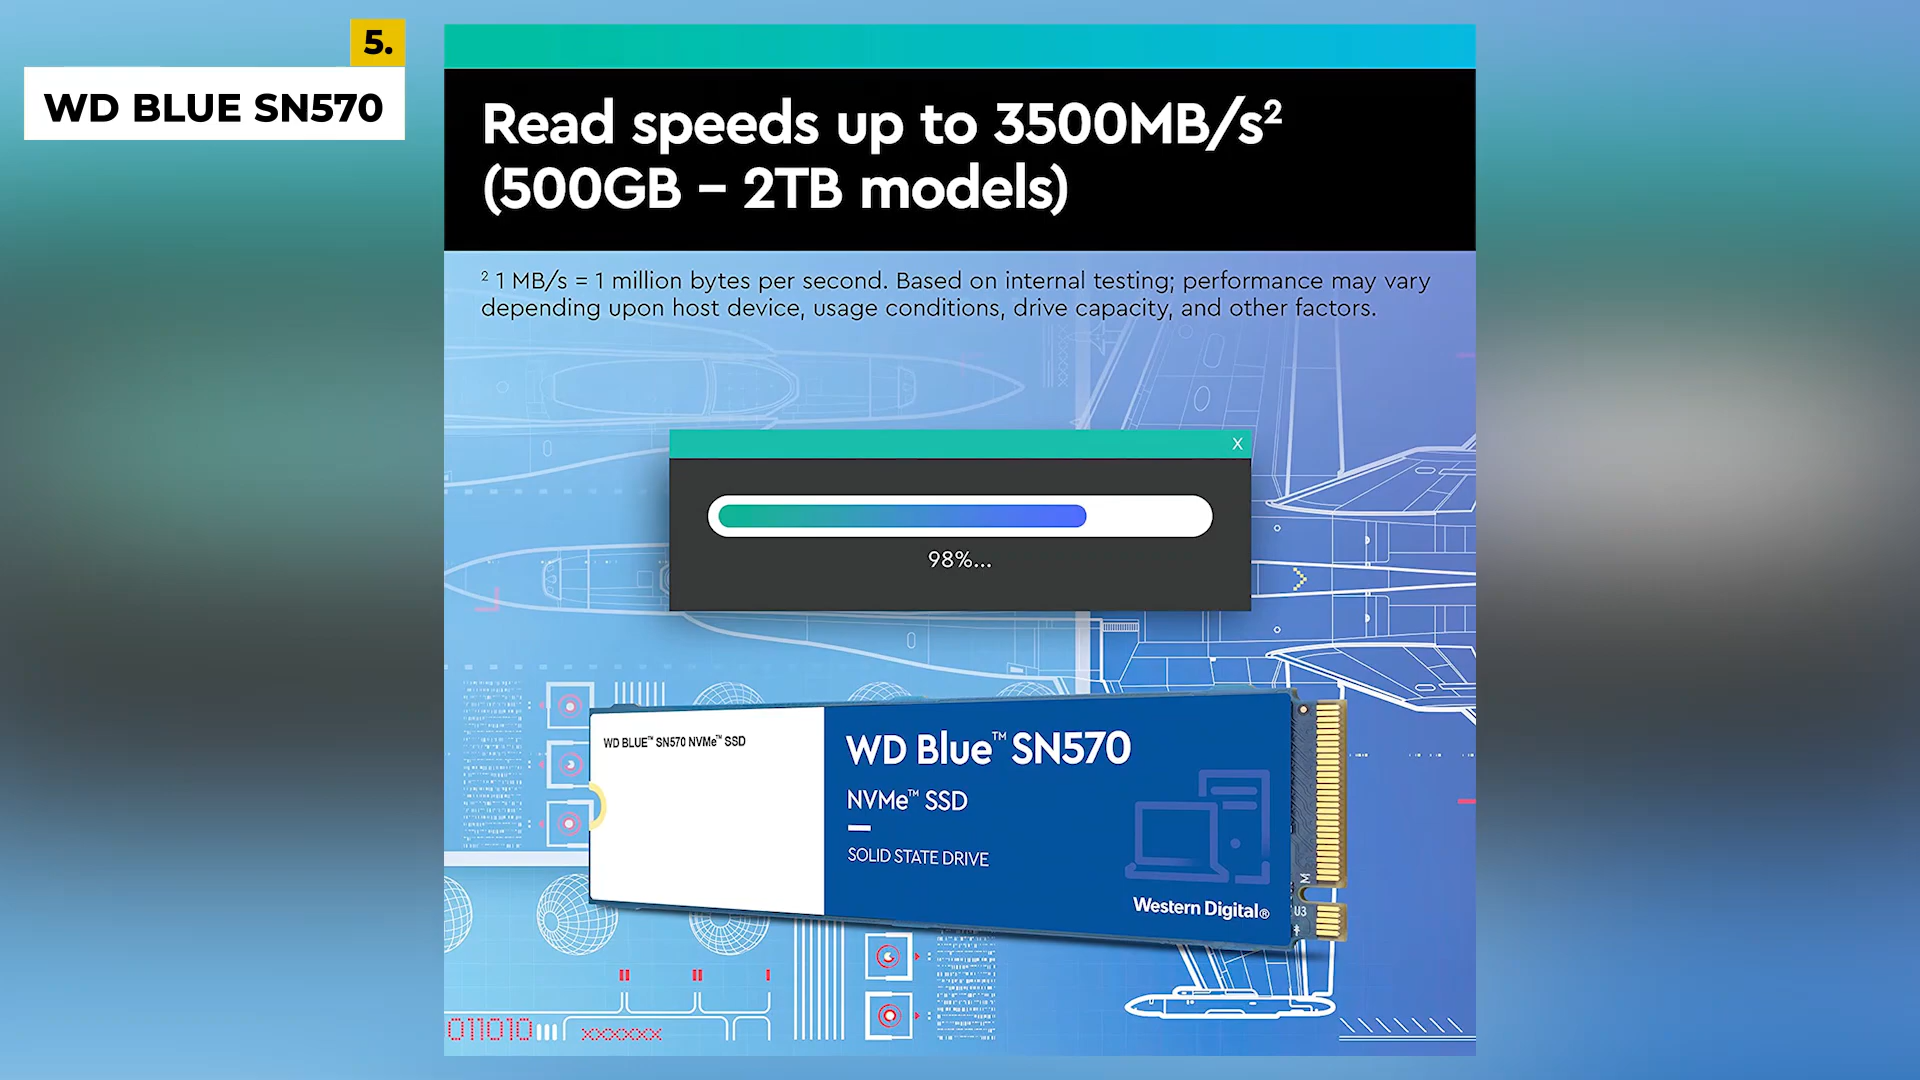 5.
WD BLUE SN570
Read speeds up to 3500MB/s²
(500GB – 2TB models)
² 1 MB/s = 1 million bytes per second. Based on internal testing; performance may vary
depending upon host device, usage conditions, drive capacity, and other factors.
X
98%...
WD BLUE™ SN570 NVMe™ SSD
WD Blue™ SN570
NVMe™ SSD
SOLID STATE DRIVE
Western Digital®
M
U3
011010
xxxxxx